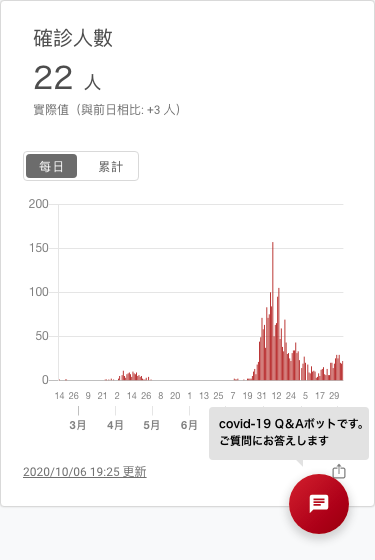 確診人數
22 人
實際值（與前日相比: +3 人）
每日 累計
200
150
100
50
0
14 26 9 21 2 14 26 8 20 1 13 25 7 19 31 12 24 5 17 29
3月 4月 5月 6月
covid-19 Q&Aボットです。
ご質問にお答えします
2020/10/06 19:25 更新